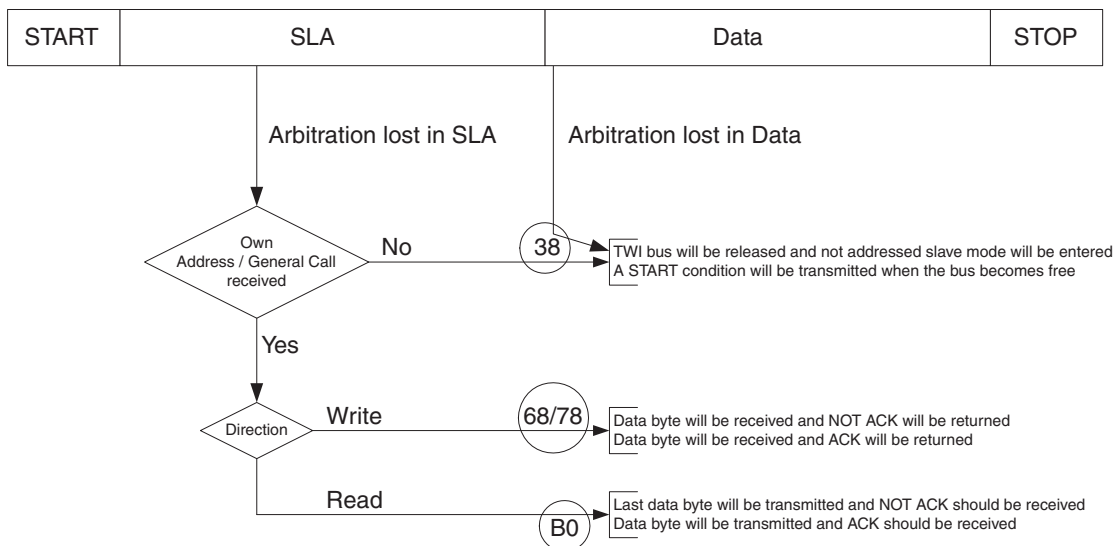 START SLA Data STOP
Arbitration lost in SLA Arbitration lost in Data
Own
Address / General Call
received
No
38
TWI bus will be released and not addressed slave mode will be entered
A START condition will be transmitted when the bus becomes free
Yes
Direction
Write
68/78
Data byte will be received and NOT ACK will be returned
Data byte will be received and ACK will be returned
Read
B0
Last data byte will be transmitted and NOT ACK should be received
Data byte will be transmitted and ACK should be received